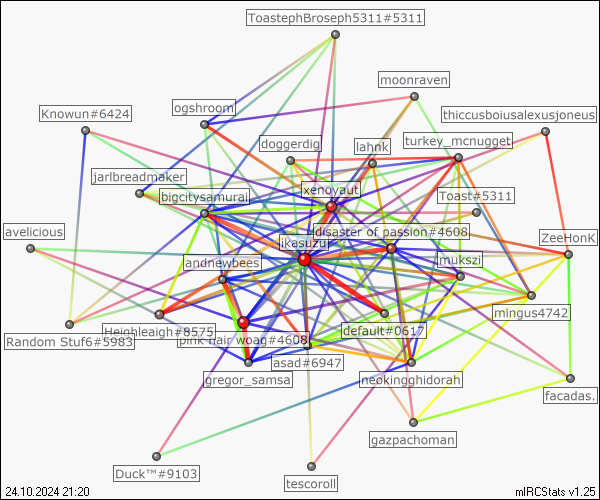 ToastephBroseph5311#5311
moonraven
Knowun#6424
ogshroom
thiccusboiusalexusjoneus
doggerdig
lahnk
turkey_mcnugget
jarlbreadmaker
xenoyaut
bigcitysamurai
Toast#5311
avelicious
disaster of passion#4608
ikesuzu
ZeeHonK
andnewbees
mukszi
mingus4742
Heighleaigh#8575
default#0617
Random Stuf6#5983
pink hair woag#4608
asad#6947
gregor_samsa
neokingghidorah
facadas.
gazpachoman
Duck™#9103
tescoroll
24.10.2024 21:20
mIRCStats v1.25